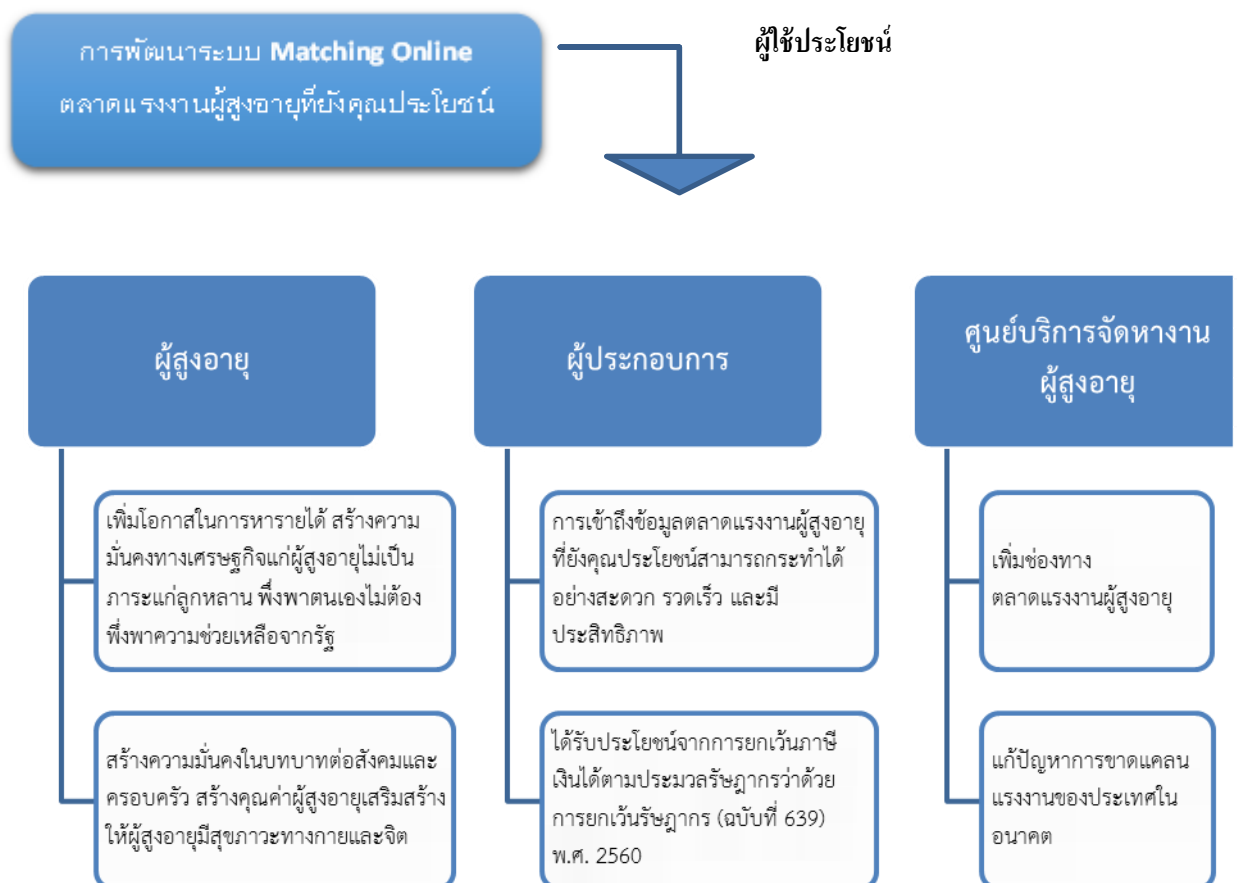 การพัฒนาระบบ Matching Online
ตลาดแรงงานผู้สูงอายุที่ยังคุณประโยชน์
ผู้ใช้ประโยชน์
ผู้สูงอายุ
เพิ่มโอกาสในการหารายได้ สร้างความ
มั่นคงทางเศรษฐกิจแก่ผู้สูงอายุไม่เป็น
ภาระแก่ลูกหลาน พึ่งพาตนเองไม่ต้อง
พึ่งพาความช่วยเหลือจากรัฐ
สร้างความมั่นคงในบทบาทต่อสังคมและ
ครอบครัว สร้างคุณค่าผู้สูงอายุเสริมสร้าง
ให้ผู้สูงอายุมีสุขภาวะทางกายและจิต
ผู้ประกอบการ
การเข้าถึงข้อมูลตลาดแรงงานผู้สูงอายุ
ที่ยังคุณประโยชน์สามารถกระทำได้
อย่างสะดวก รวดเร็ว และมี
ประสิทธิภาพ
ได้รับประโยชน์จากการยกเว้นภาษี
เงินได้ตามประมวลรัษฎากรว่าด้วย
การยกเว้นรัษฎากร (ฉบับที่ 639)
พ.ศ. 2560
ศูนย์บริการจัดหางาน
ผู้สูงอายุ
เพิ่มช่องทาง
ตลาดแรงงานผู้สูงอายุ
แก้ปัญหาการขาดแคลน
แรงงานของประเทศใน
อนาคต